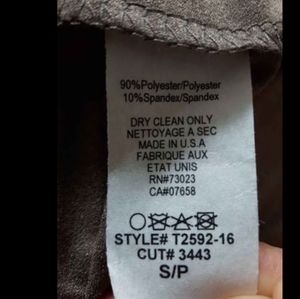 90%Polyester/Polyester
10%Spandex/Spandex
DRY CLEAN ONLY
NETTOYAGE A SEC
MADE IN U.S.A
FABRIQUE AUX
ETAT UNIS
RN#73023
CA#07658
STYLE# T2592-16
CUT# 3443
S/P